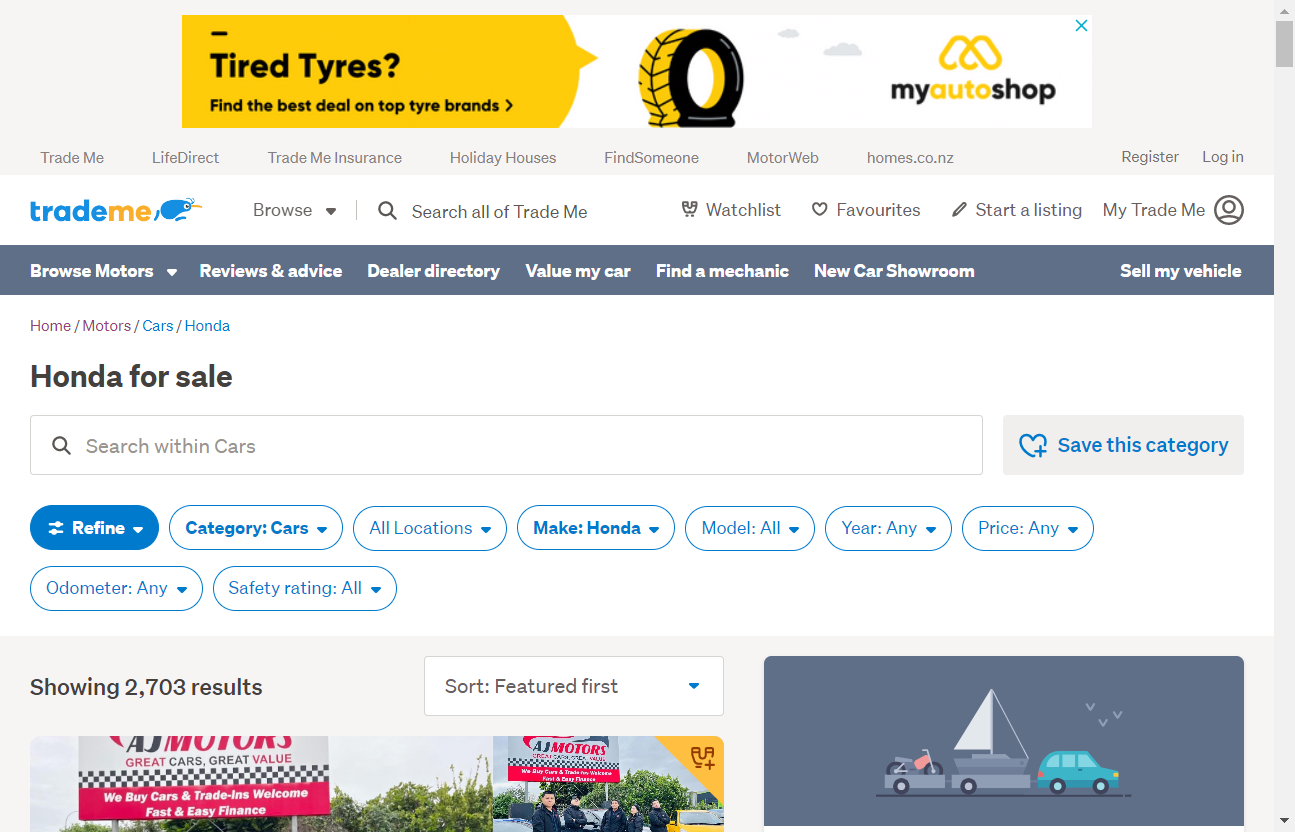 Tired Tyres?
Find the best deal on top tyre brands >
myautoshop
Trade Me LifeDirect Trade Me Insurance Holiday Houses FindSomeone MotorWeb homes.co.nz Register Log in
trademe Browse Search all of Trade Me Watchlist Favourites Start a listing My Trade Me
Browse Motors Reviews & advice Dealer directory Value my car Find a mechanic New Car Showroom Sell my vehicle
Home / Motors / Cars / Honda
Honda for sale
Search within Cars Save this category
Refine Category: Cars All Locations Make: Honda Model: All Year: Any Price: Any
Odometer: Any Safety rating: All
Showing 2,703 results Sort: Featured first
AJ MOTORS
GREAT CARS, GREAT VALUE
We Buy Cars & Trade-Ins Welcome
Fast & Easy Finance
AJ MOTORS
GREAT CARS, GREAT VALUE
We Buy Cars & Trade-Ins Welcome
Fast & Easy Finance